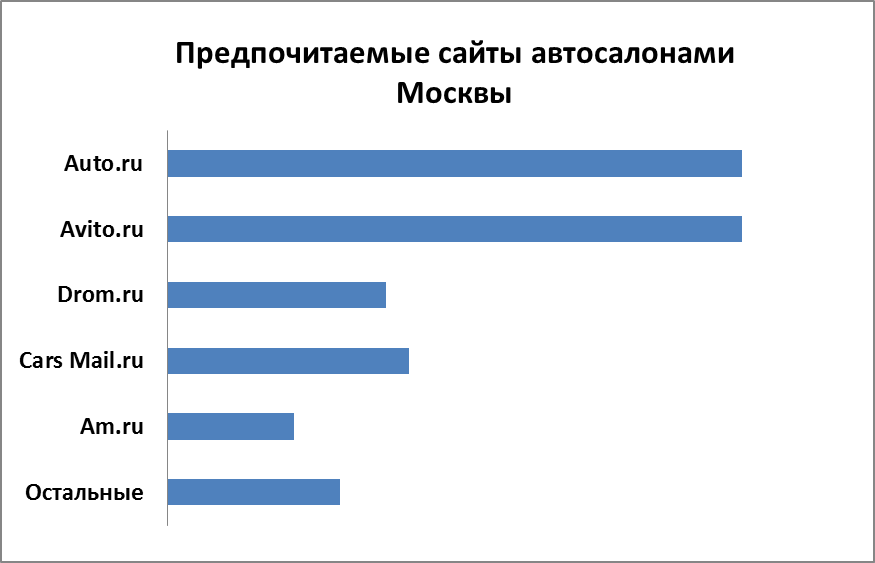 Предпочитаемые сайты автосалонами
Москвы
Auto.ru
Avito.ru
Drom.ru
Cars Mail.ru
Am.ru
Остальные